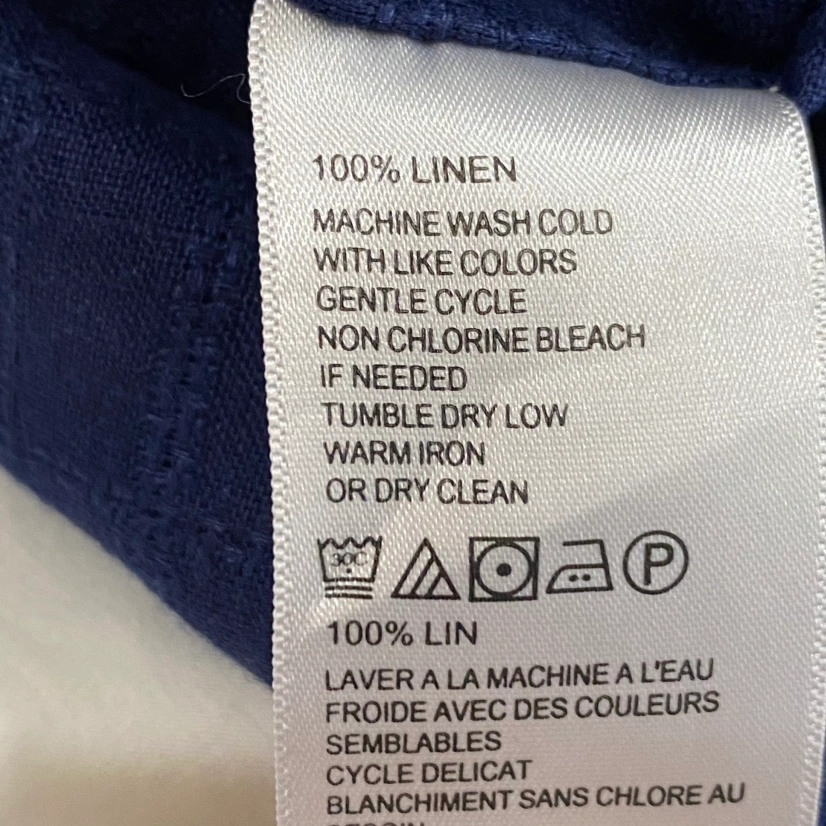 100% LINEN
MACHINE WASH COLD
WITH LIKE COLORS
GENTLE CYCLE
NON CHLORINE BLEACH
IF NEEDED
TUMBLE DRY LOW
WARM IRON
OR DRY CLEAN
30C P
100% LIN
LAVER A LA MACHINE A L'EAU
FROIDE AVEC DES COULEURS
SEMBLABLES
CYCLE DELICAT
BLANCHIMENT SANS CHLORE AU